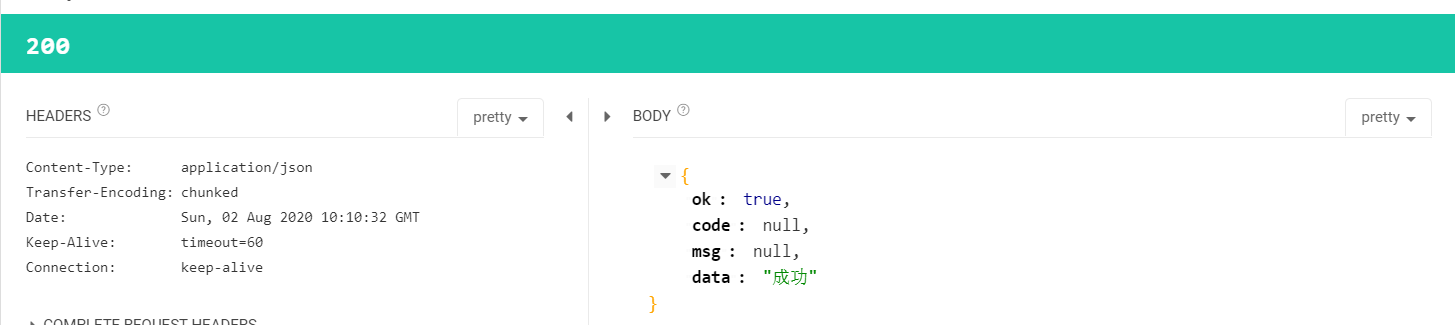 200
HEADERS ?
pretty
BODY ?
pretty
Content-Type: application/json
Transfer-Encoding: chunked
Date: Sun, 02 Aug 2020 10:10:32 GMT
Keep-Alive: timeout=60
Connection: keep-alive
{
ok : true,
code : null,
msg : null,
data : "成功"
}
COMPLETE REQUEST HEADERS